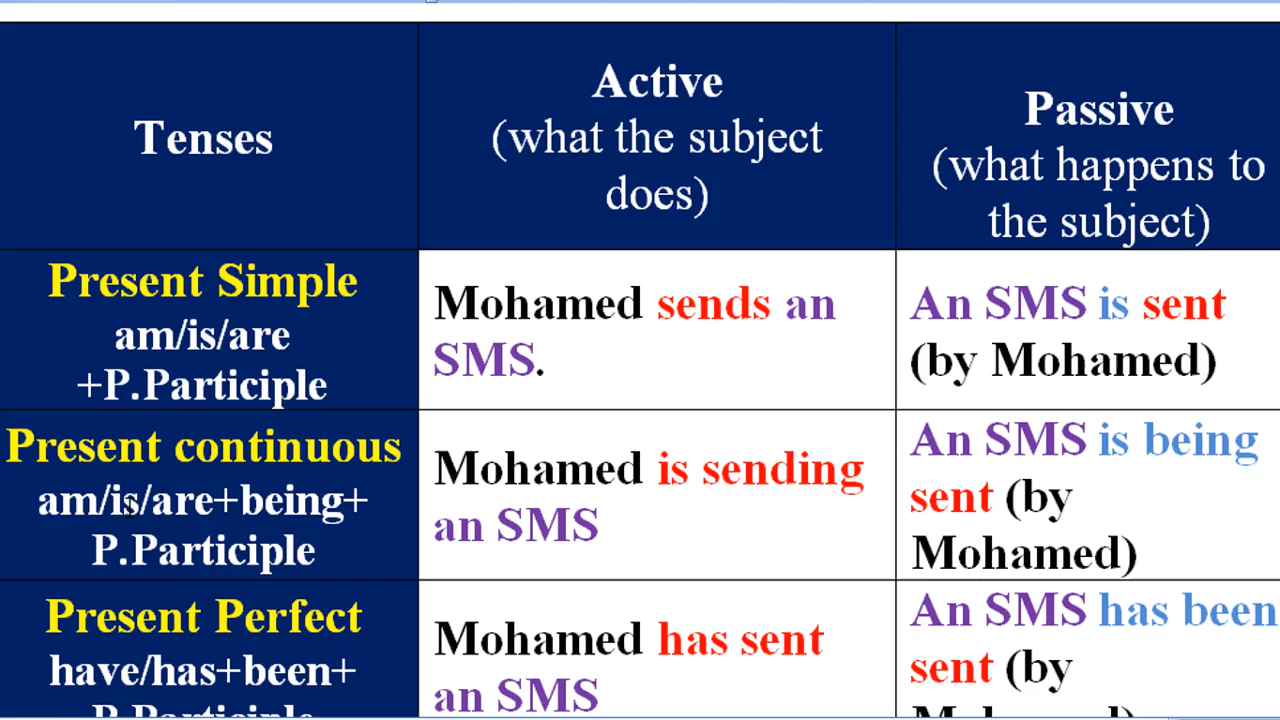 Tenses
Active
(what the subject
does)
Passive
(what happens to
the subject)
Present Simple
am/is/are
+P.Participle
Mohamed sends an
SMS.
An SMS is sent
(by Mohamed)
Present continuous
am/is/are+being+
P.Participle
Mohamed is sending
an SMS
An SMS is being
sent (by
Mohamed)
Present Perfect
have/has+been+
P.Participle
Mohamed has sent
an SMS
An SMS has been
sent (by
Mohamed)